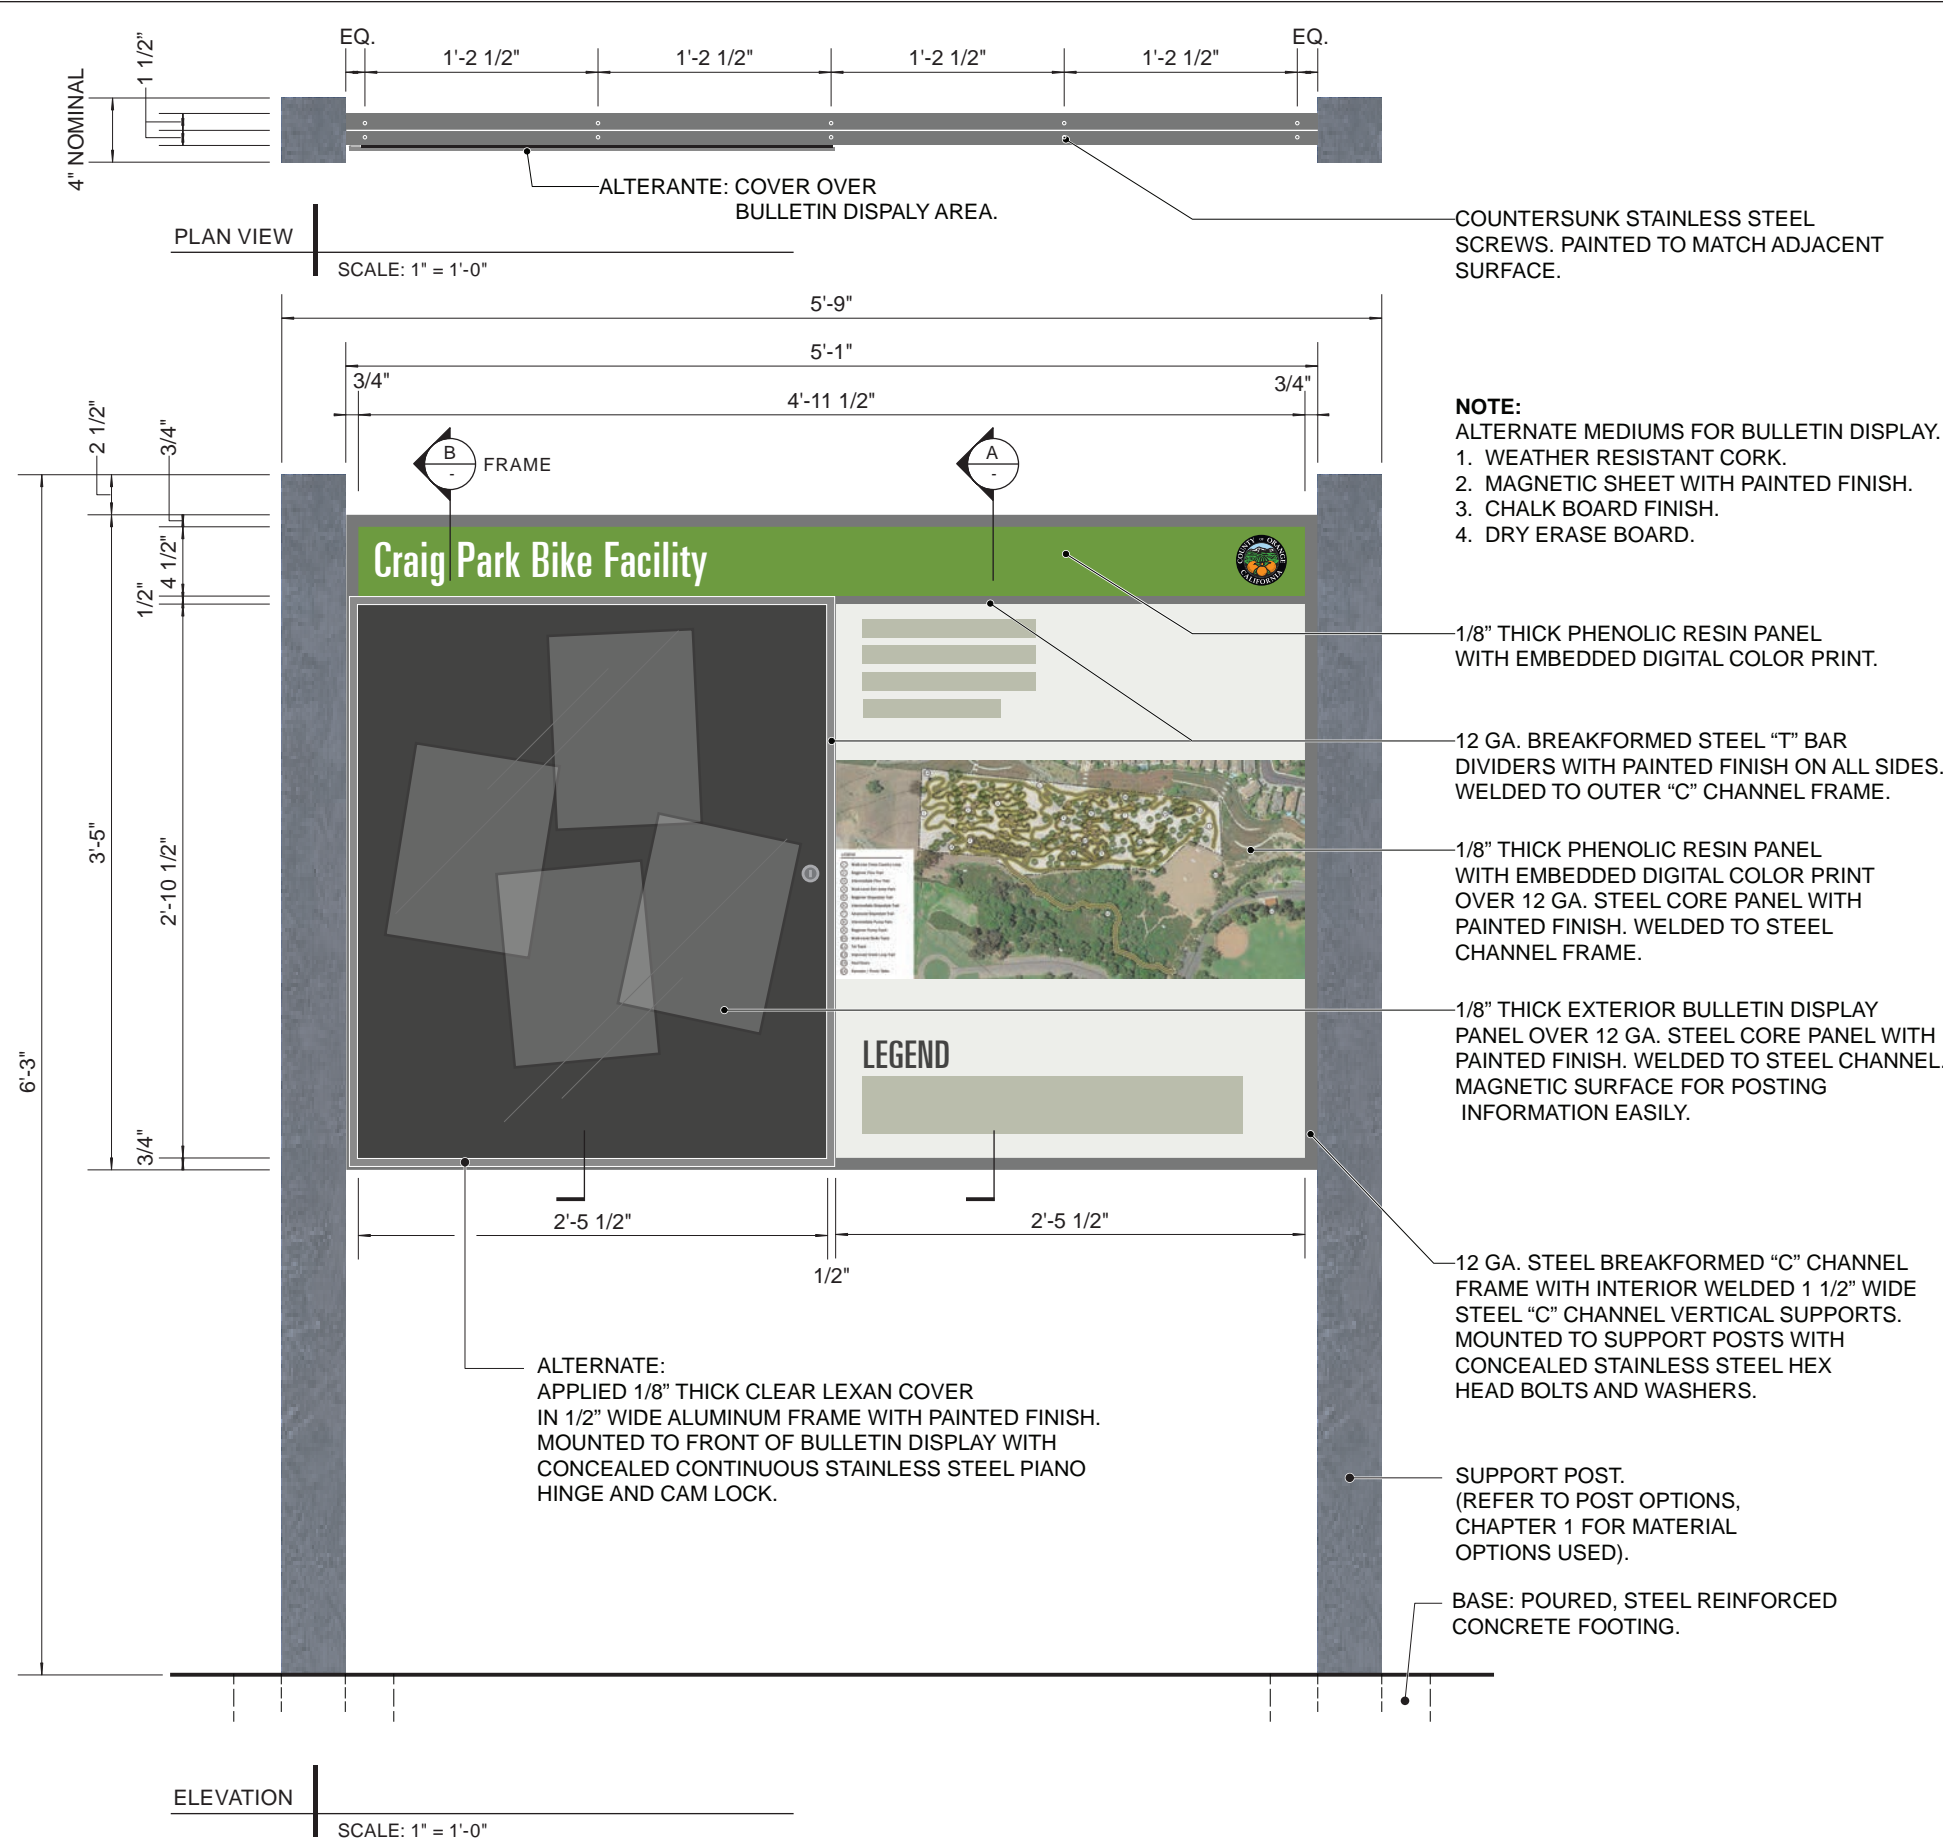 EQ.
1'-2 1/2"
1'-2 1/2"
1'-2 1/2"
1'-2 1/2"
EQ.
4" NOMINAL
1 1/2"
ALTERANTE: COVER OVER
BULLETIN DISPALY AREA.
COUNTERSUNK STAINLESS STEEL
SCREWS. PAINTED TO MATCH ADJACENT
SURFACE.
PLAN VIEW
SCALE: 1" = 1'-0"
5'-9"
5'-1"
3/4"
3/4"
4'-11 1/2"
B
-
FRAME
A
-
NOTE:
ALTERNATE MEDIUMS FOR BULLETIN DISPLAY.
1. WEATHER RESISTANT CORK.
2. MAGNETIC SHEET WITH PAINTED FINISH.
3. CHALK BOARD FINISH.
4. DRY ERASE BOARD.
2 1/2"
3/4"
4 1/2"
1/2"
3'-5"
2'-10 1/2"
3/4"
6'-3"
Craig Park Bike Facility
COUNTY OF ORANGE
CALIFORNIA
1/8” THICK PHENOLIC RESIN PANEL
WITH EMBEDDED DIGITAL COLOR PRINT.
12 GA. BREAKFORMED STEEL “T” BAR
DIVIDERS WITH PAINTED FINISH ON ALL SIDES.
WELDED TO OUTER “C” CHANNEL FRAME.
1/8” THICK PHENOLIC RESIN PANEL
WITH EMBEDDED DIGITAL COLOR PRINT
OVER 12 GA. STEEL CORE PANEL WITH
PAINTED FINISH. WELDED TO STEEL
CHANNEL FRAME.
1/8” THICK EXTERIOR BULLETIN DISPLAY
PANEL OVER 12 GA. STEEL CORE PANEL WITH
PAINTED FINISH. WELDED TO STEEL CHANNEL.
MAGNETIC SURFACE FOR POSTING
INFORMATION EASILY.
LEGEND
2'-5 1/2"
2'-5 1/2"
1/2"
12 GA. STEEL BREAKFORMED “C” CHANNEL
FRAME WITH INTERIOR WELDED 1 1/2” WIDE
STEEL “C” CHANNEL VERTICAL SUPPORTS.
MOUNTED TO SUPPORT POSTS WITH
CONCEALED STAINLESS STEEL HEX
HEAD BOLTS AND WASHERS.
ALTERNATE:
APPLIED 1/8” THICK CLEAR LEXAN COVER
IN 1/2” WIDE ALUMINUM FRAME WITH PAINTED FINISH.
MOUNTED TO FRONT OF BULLETIN DISPLAY WITH
CONCEALED CONTINUOUS STAINLESS STEEL PIANO
HINGE AND CAM LOCK.
SUPPORT POST.
(REFER TO POST OPTIONS,
CHAPTER 1 FOR MATERIAL
OPTIONS USED).
BASE: POURED, STEEL REINFORCED
CONCRETE FOOTING.
ELEVATION
SCALE: 1" = 1'-0"